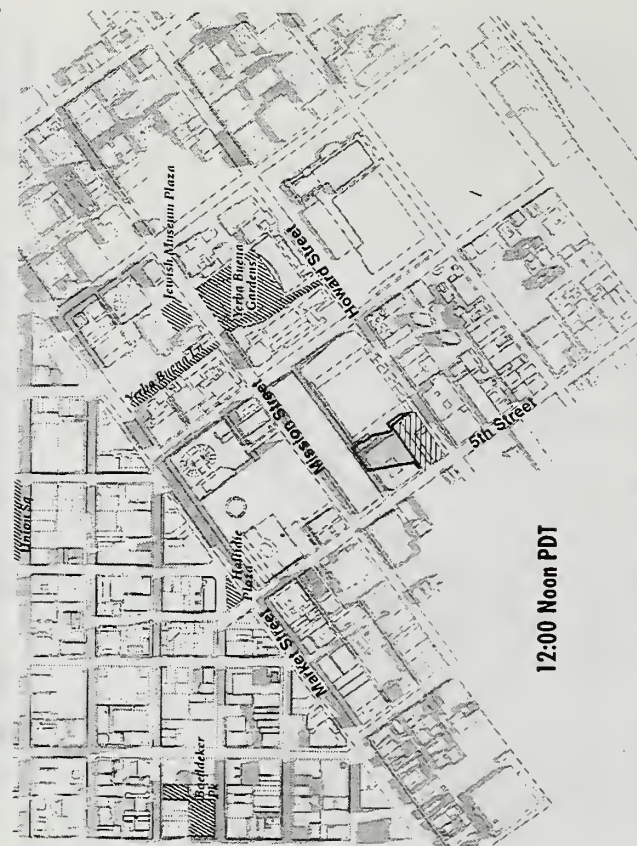 Union Sq
Jewish Museum Plaza
Yerba Buena
Gardens
Yerba Buena Ln
Howard Street
Mission Street
Hallidie
Plaza
Market Street
5th Street
Boeddeker
Pk
12:00 Noon PDT